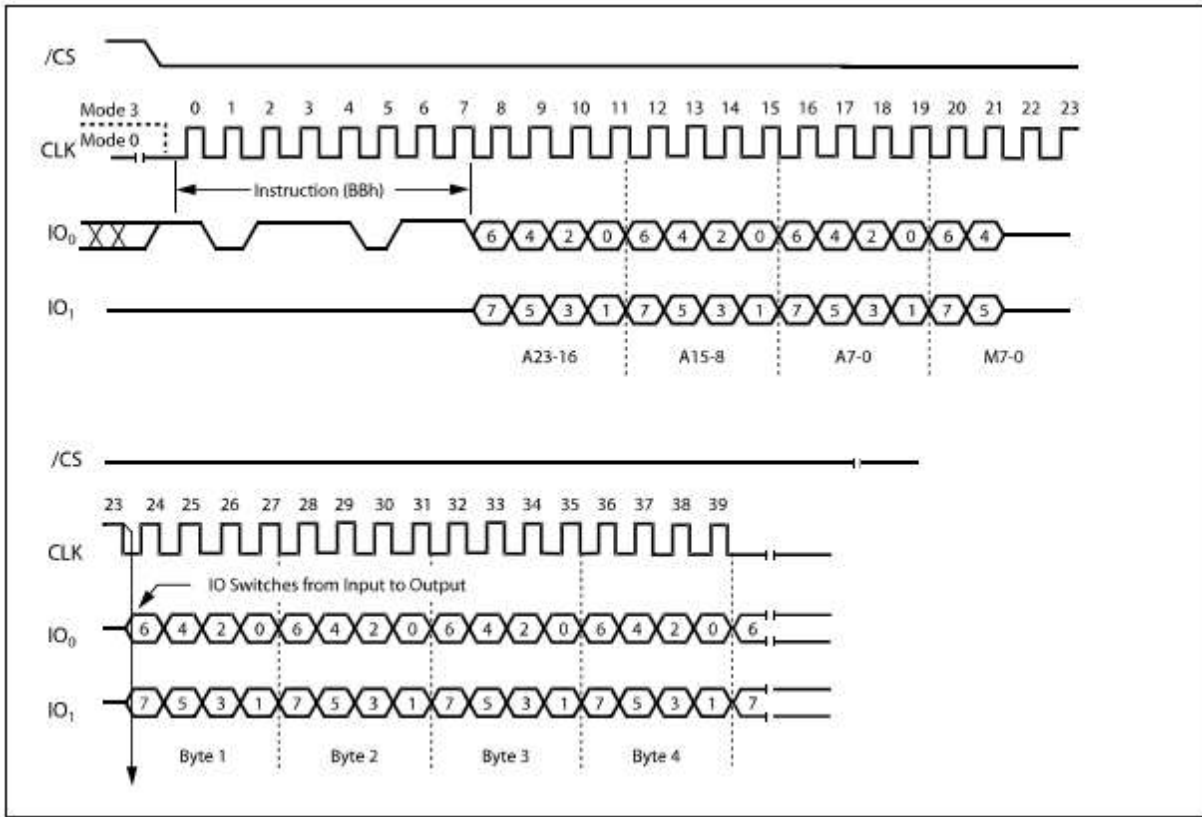 /CS
Mode 3
0 1 2 3 4 5 6 7 8 9 10 11 12 13 14 15 16 17 18 19 20 21 22 23
CLK Mode 0
Instruction (BBh)
IO0 6 4 2 0 6 4 2 0 6 4 2 0 6 4
IO1 7 5 3 1 7 5 3 1 7 5 3 1 7 5
A23-16 A15-8 A7-0 M7-0
/CS
23 24 25 26 27 28 29 30 31 32 33 34 35 36 37 38 39
CLK
IO Switches from Input to Output
IO0 6 4 2 0 6 4 2 0 6 4 2 0 6 4 2 0 6
IO1 7 5 3 1 7 5 3 1 7 5 3 1 7 5 3 1 7
Byte 1 Byte 2 Byte 3 Byte 4